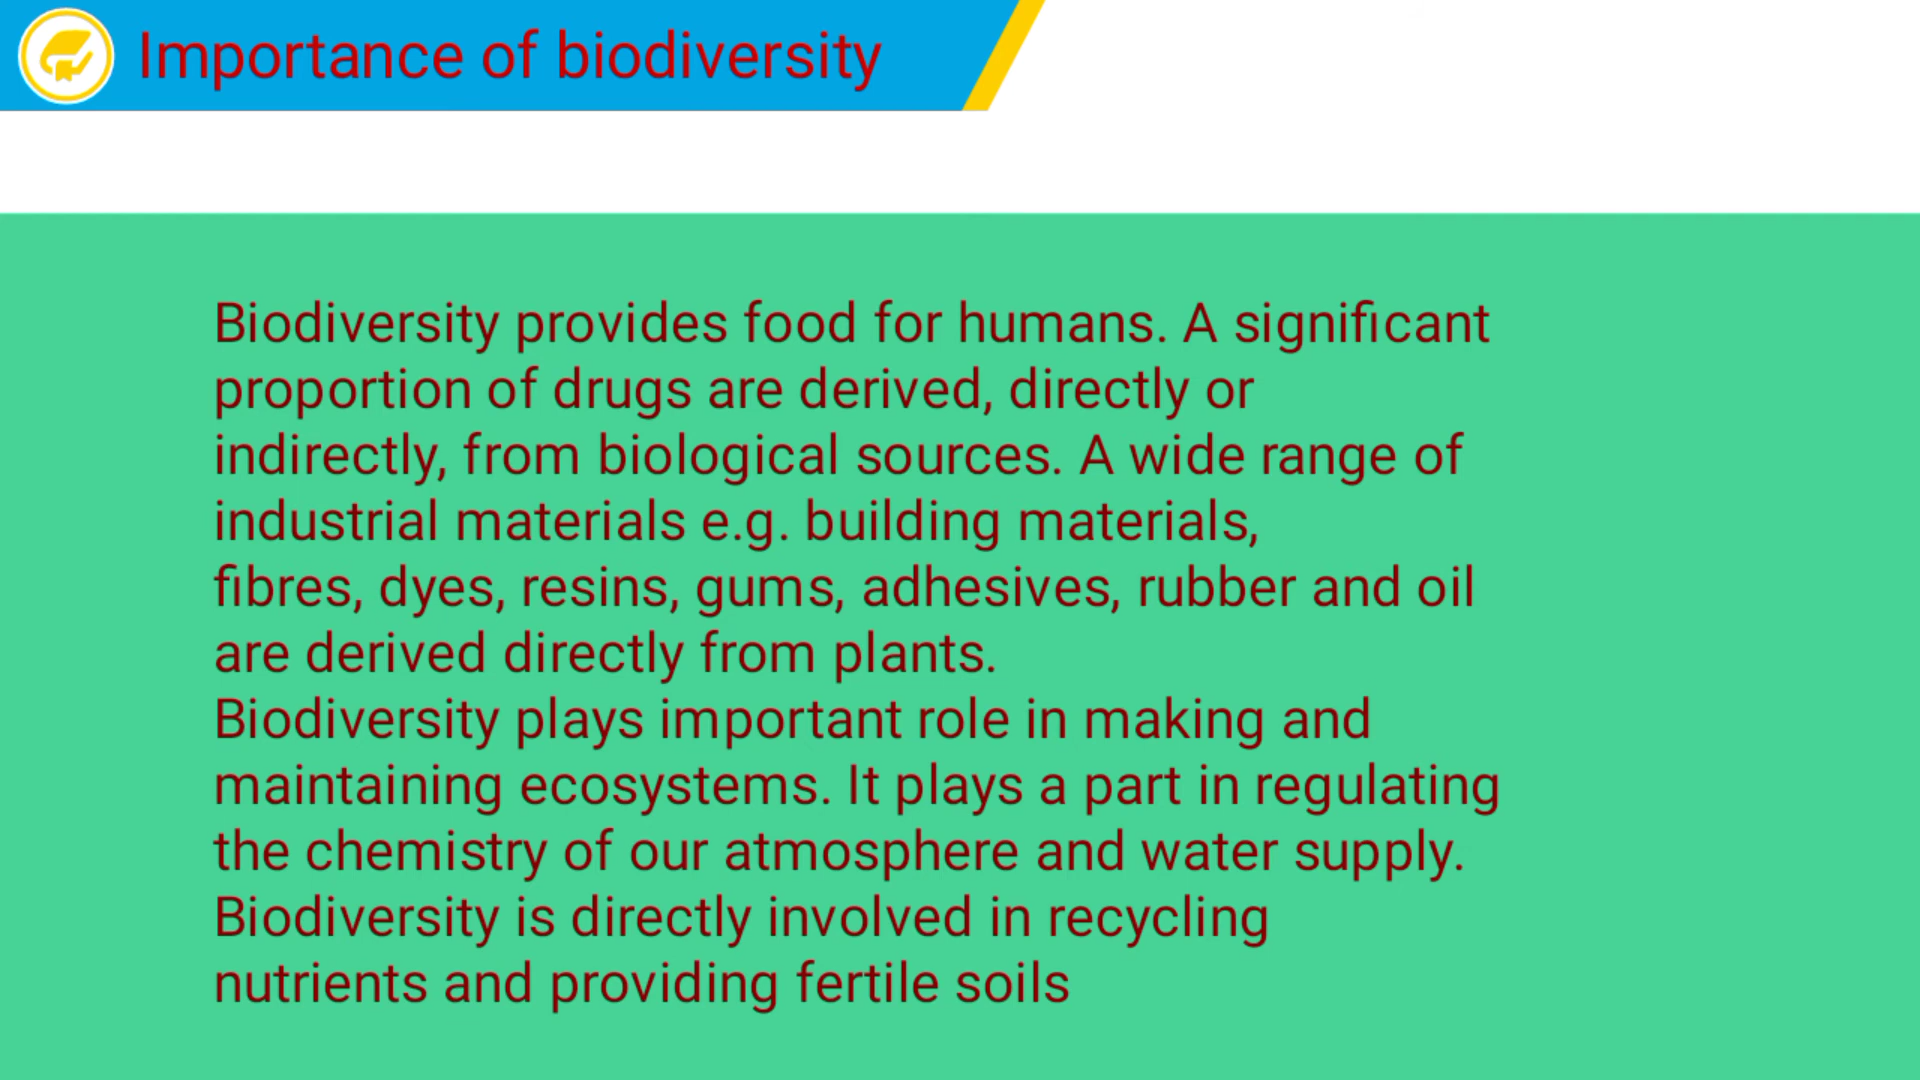 Importance of biodiversity
Biodiversity provides food for humans. A significant
proportion of drugs are derived, directly or
indirectly, from biological sources. A wide range of
industrial materials e.g. building materials,
fibres, dyes, resins, gums, adhesives, rubber and oil
are derived directly from plants.
Biodiversity plays important role in making and
maintaining ecosystems. It plays a part in regulating
the chemistry of our atmosphere and water supply.
Biodiversity is directly involved in recycling
nutrients and providing fertile soils